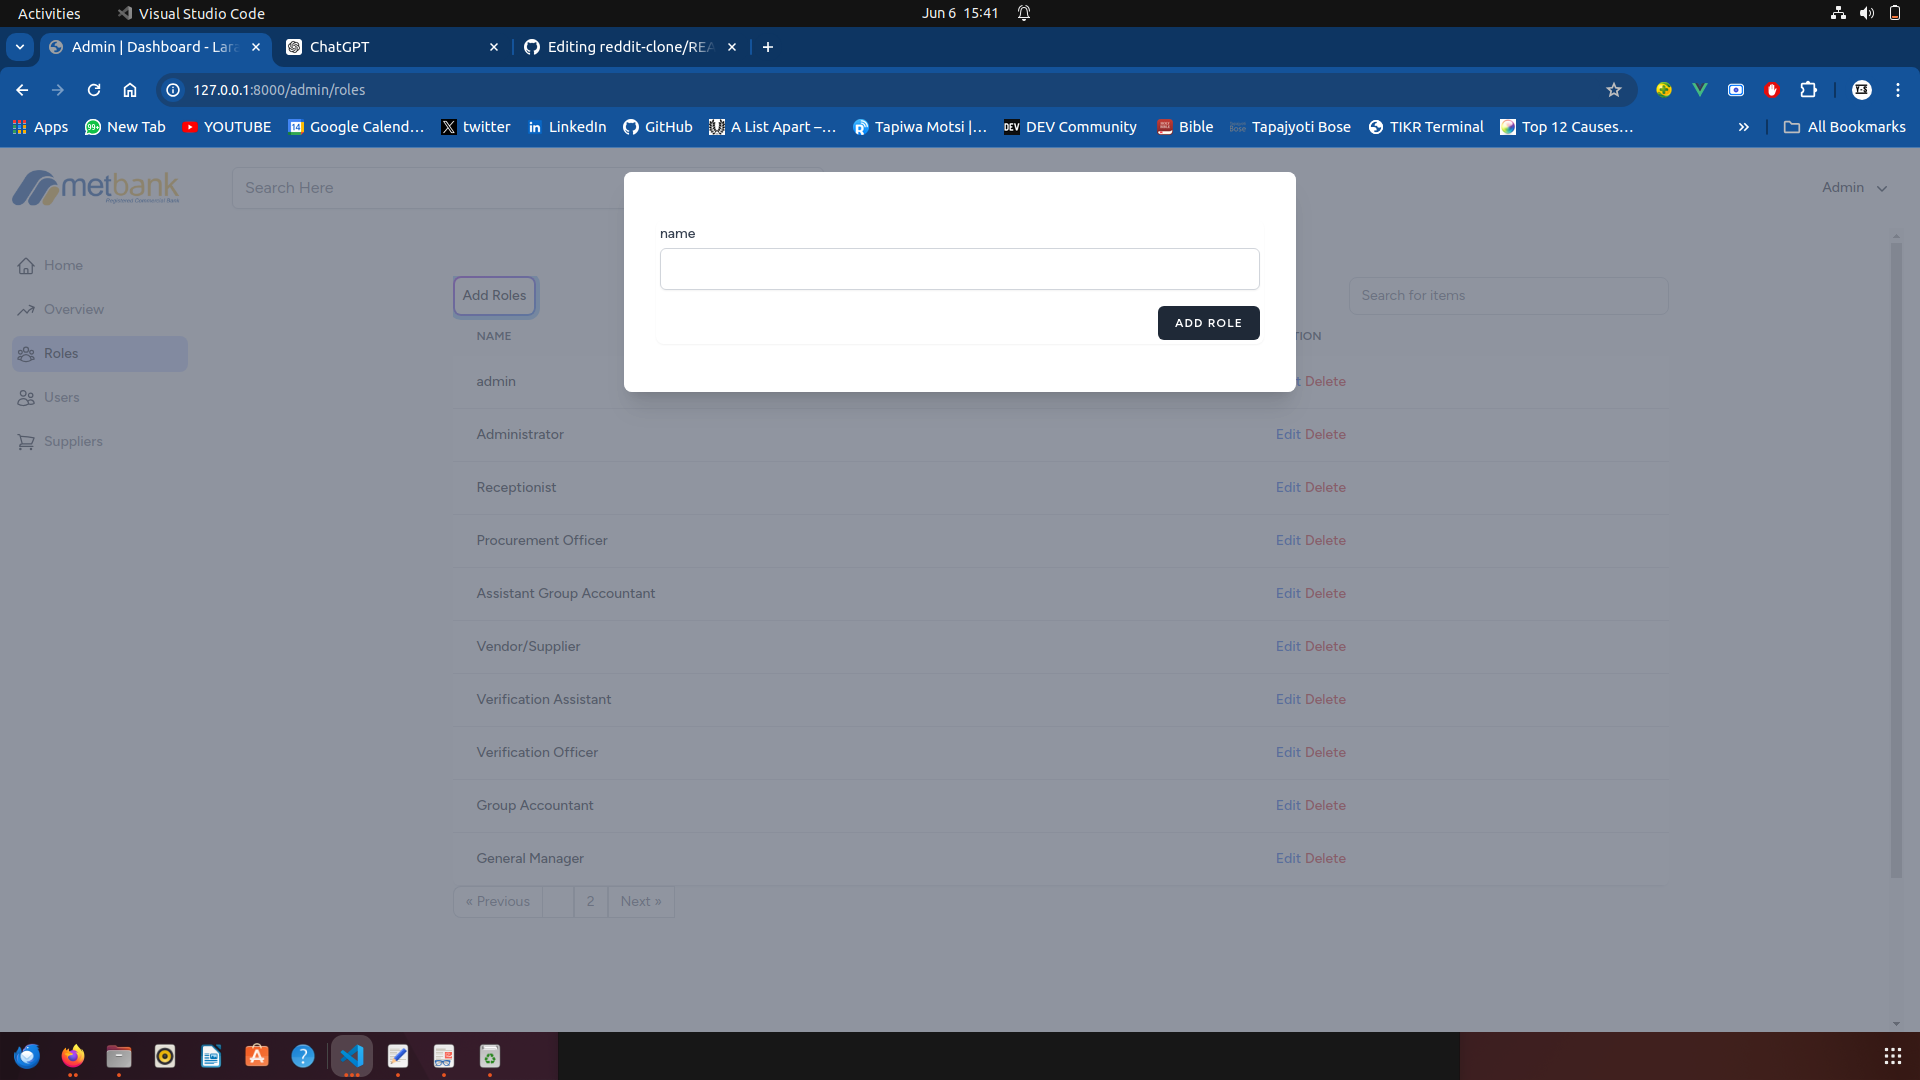 Activities Visual Studio Code Jun 6 15:41
Admin | Dashboard - Lara ChatGPT Editing reddit-clone/REA
127.0.0.1:8000/admin/roles
Apps New Tab YOUTUBE Google Calend… twitter LinkedIn GitHub A List Apart –… Tapiwa Motsi |… DEV Community Bible Tapajyoti Bose TIKR Terminal Top 12 Causes… » All Bookmarks
metbank Search Here Admin
Registered Commercial Bank
name
Home
Overview
Roles
Users
Suppliers
Add Roles Search for items
ADD ROLE
NAME TION
admin t Delete
Administrator Edit Delete
Receptionist Edit Delete
Procurement Officer Edit Delete
Assistant Group Accountant Edit Delete
Vendor/Supplier Edit Delete
Verification Assistant Edit Delete
Verification Officer Edit Delete
Group Accountant Edit Delete
General Manager Edit Delete
« Previous 2 Next »